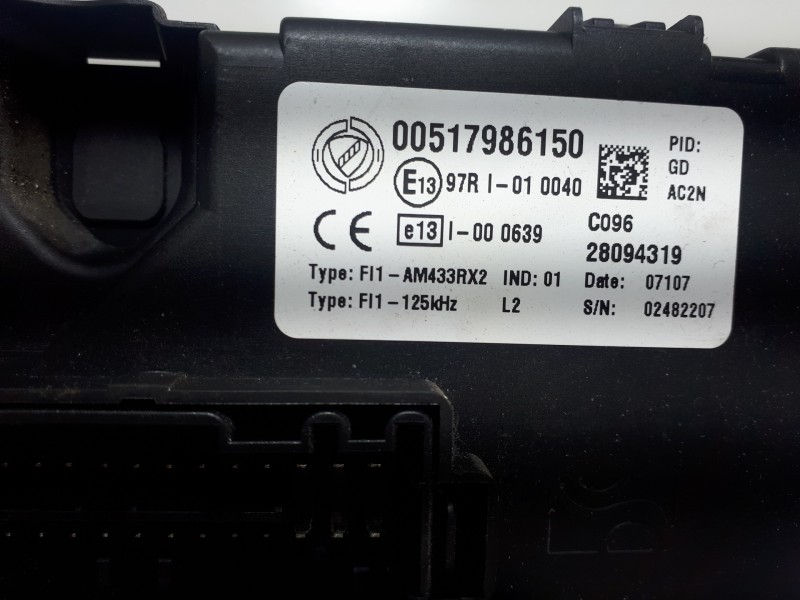 00517986150
PID:
GD
AC2N
E13 97R I-01 0040
e13 I-00 0639
C096
28094319
CE
Type: FI1-AM433RX2 IND: 01 Date: 07107
Type: FI1-125kHz L2 S/N: 02482207